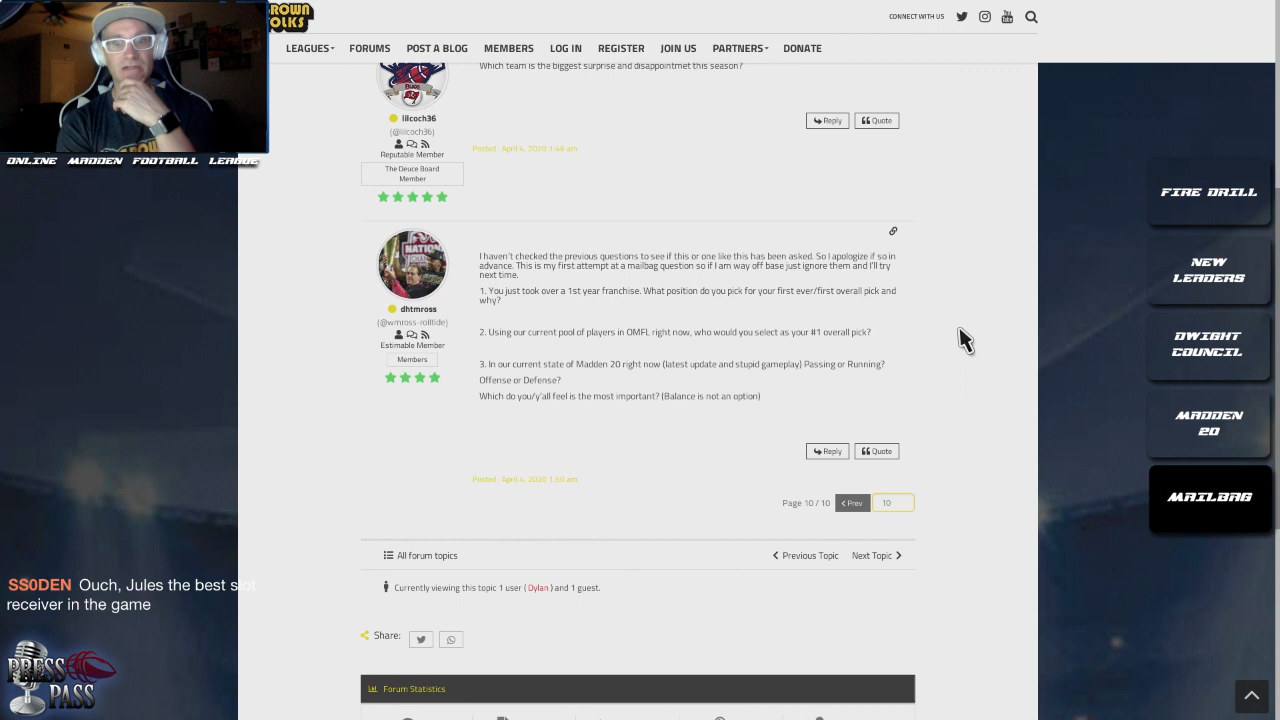 BROWN
FOLKS
CONNECT WITH US
LEAGUES
FORUMS
POST A BLOG
MEMBERS
LOG IN
REGISTER
JOIN US
PARTNERS
DONATE
Which team is the biggest surprise and disappointmet this season?
lilcoch36
(@lilcoch36)
Reputable Member
The Deuce Board
Member
Reply
Quote
Posted : April 4, 2020 1:46 am
I haven't checked the previous questions to see if this or one like this has been asked. So I apologize if so in
advance. This is my first attempt at a mailbag question so if I am way off base just ignore them and I'll try
next time.
1. You just took over a 1st year franchise. What position do you pick for your first ever/first overall pick and
why?
2. Using our current pool of players in OMFL right now, who would you select as your #1 overall pick?
3. In our current state of Madden 20 right now (latest update and stupid gameplay) Passing or Running?
Offense or Defense?
Which do you/y'all feel is the most important? (Balance is not an option)
dhtmross
(@wmross-rolltide)
Estimable Member
Members
Reply
Quote
Posted : April 4, 2020 1:50 am
Page 10 / 10
Prev
10
All forum topics
Previous Topic
Next Topic
Currently viewing this topic 1 user ( Dylan ) and 1 guest.
Share:
Forum Statistics
ONLINE MADDEN FOOTBALL LEAGUE
FIRE DRILL
NEW
LEADERS
DWIGHT
COUNCIL
MADDEN
20
MAILBAG
SS0DEN Ouch, Jules the best slot
receiver in the game
PRESS
PASS